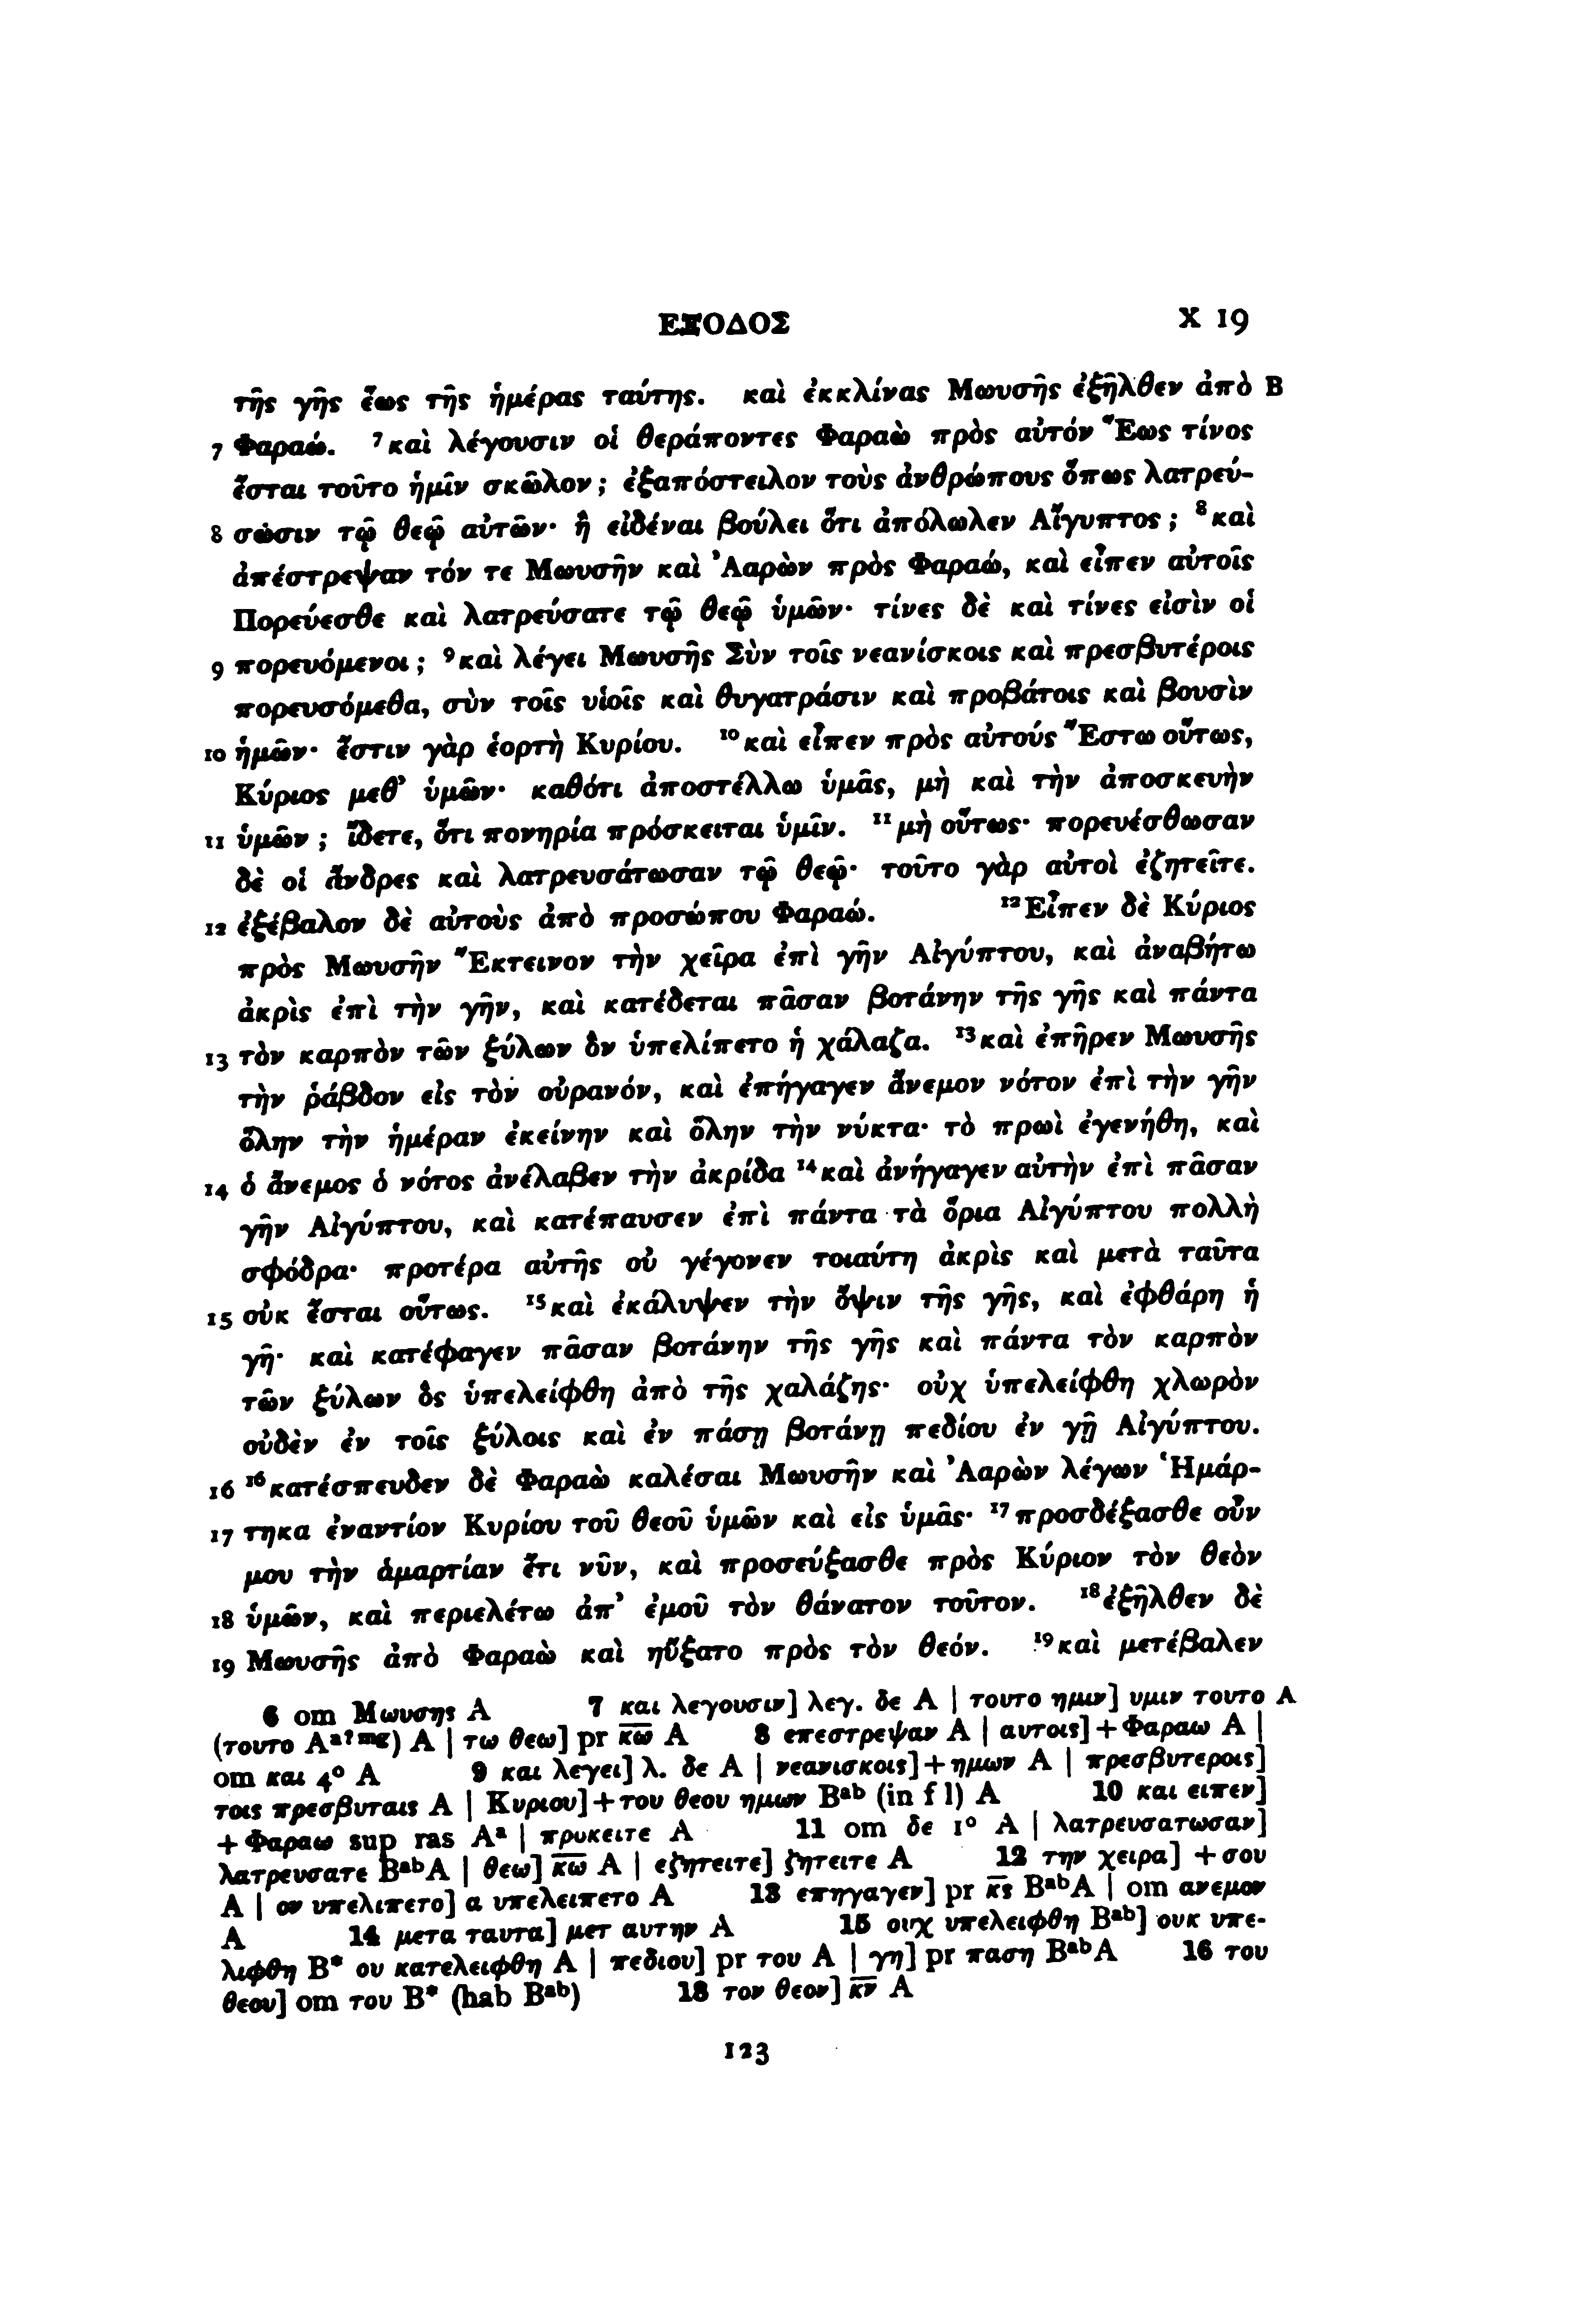 ΕΞΟΔΟΣ X 19
τῆς γῆς ἕως τῆς ἡμέρας ταύτης. καὶ ἐκκλίνας Μωυσῆς ἐξῆλθεν ἀπὸ B
7 Φαραώ. ⁷καὶ λέγουσιν οἱ θεράποντες Φαραὼ πρὸς αὐτόν Ἕως τίνος
ἔσται τοῦτο ἡμῖν σκῶλον; ἐξαπόστειλον τοὺς ἀνθρώπους ὅπως λατρεύ-
8 σωσιν τῷ θεῷ αὐτῶν· ἢ εἰδέναι βούλει ὅτι ἀπόλωλεν Αἴγυπτος; ⁸καὶ
ἀπέστρεψαν τόν τε Μωυσῆν καὶ Ἀαρὼν πρὸς Φαραώ, καὶ εἶπεν αὐτοῖς
Πορεύεσθε καὶ λατρεύσατε τῷ θεῷ ὑμῶν· τίνες δὲ καὶ τίνες εἰσὶν οἱ
9 πορευόμενοι; ⁹καὶ λέγει Μωυσῆς Σὺν τοῖς νεανίσκοις καὶ πρεσβυτέροις
πορευσόμεθα, σὺν τοῖς υἱοῖς καὶ θυγατράσιν καὶ προβάτοις καὶ βουσὶν
10 ἡμῶν· ἔστιν γὰρ ἑορτὴ Κυρίου. ¹⁰καὶ εἶπεν πρὸς αὐτούς Ἔστω οὕτως,
Κύριος μεθ’ ὑμῶν· καθότι ἀποστέλλω ὑμᾶς, μὴ καὶ τὴν ἀποσκευὴν
11 ὑμῶν; ἴδετε, ὅτι πονηρία πρόσκειται ὑμῖν. ¹¹μὴ οὕτως· πορευέσθωσαν
δὲ οἱ ἄνδρες καὶ λατρευσάτωσαν τῷ θεῷ· τοῦτο γὰρ αὐτοὶ ἐζητεῖτε.
12 ἐξέβαλον δὲ αὐτοὺς ἀπὸ προσώπου Φαραώ. ¹²Εἶπεν δὲ Κύριος
πρὸς Μωυσῆν Ἔκτεινον τὴν χεῖρα ἐπὶ γῆν Αἰγύπτου, καὶ ἀναβήτω
ἀκρὶς ἐπὶ τὴν γῆν, καὶ κατέδεται πᾶσαν βοτάνην τῆς γῆς καὶ πάντα
13 τὸν καρπὸν τῶν ξύλων ὃν ὑπελίπετο ἡ χάλαζα. ¹³καὶ ἐπῆρεν Μωυσῆς
τὴν ῥάβδον εἰς τὸν οὐρανόν, καὶ ἐπήγαγεν ἄνεμον νότον ἐπὶ τὴν γῆν
ὅλην τὴν ἡμέραν ἐκείνην καὶ ὅλην τὴν νύκτα· τὸ πρωὶ ἐγενήθη, καὶ
14 ὁ ἄνεμος ὁ νότος ἀνέλαβεν τὴν ἀκρίδα ¹⁴καὶ ἀνήγαγεν αὐτὴν ἐπὶ πᾶσαν
γῆν Αἰγύπτου, καὶ κατέπαυσεν ἐπὶ πάντα τὰ ὅρια Αἰγύπτου πολλὴ
σφόδρα· προτέρα αὐτῆς οὐ γέγονεν τοιαύτη ἀκρὶς καὶ μετὰ ταῦτα
15 οὐκ ἔσται οὕτως. ¹⁵καὶ ἐκάλυψεν τὴν ὄψιν τῆς γῆς, καὶ ἐφθάρη ἡ
γῆ· καὶ κατέφαγεν πᾶσαν βοτάνην τῆς γῆς καὶ πάντα τὸν καρπὸν
τῶν ξύλων ὃς ὑπελείφθη ἀπὸ τῆς χαλάζης· οὐχ ὑπελείφθη χλωρὸν
οὐδὲν ἐν τοῖς ξύλοις καὶ ἐν πάσῃ βοτάνῃ πεδίου ἐν γῇ Αἰγύπτου.
16 ¹⁶κατέσπευδεν δὲ Φαραὼ καλέσαι Μωυσῆν καὶ Ἀαρὼν λέγων Ἡμάρ-
17 τηκα ἐναντίον Κυρίου τοῦ θεοῦ ὑμῶν καὶ εἰς ὑμᾶς· ¹⁷προσδέξασθε οὖν
μου τὴν ἁμαρτίαν ἔτι νῦν, καὶ προσεύξασθε πρὸς Κύριον τὸν θεὸν
18 ὑμῶν, καὶ περιελέτω ἀπ’ ἐμοῦ τὸν θάνατον τοῦτον. ¹⁸ἐξῆλθεν δὲ
19 Μωυσῆς ἀπὸ Φαραὼ καὶ ηὔξατο πρὸς τὸν θεόν. ¹⁹καὶ μετέβαλεν
6 om Μωυσης A 7 και λεγουσιν] λεγ. δε A | τουτο ημιν] υμιν τουτο A
(τουτο Aᵃ?ᵐᵍ) A | τω θεω] pr κ̅ω̅ A 8 επεστρεψαν A | αυτοις]+Φαραω A |
om και 4⁰ A 9 και λεγει] λ. δε A | νεανισκοις]+ημων A | πρεσβυτεροις]
τοις πρεσβυταις A | Κυριου]+του θεου ημων Bᵃᵇ (in f l) A 10 και ειπεν]
+Φαραω sup ras Aᵃ | προκειτε A 11 om δε 1⁰ A | λατρευσατωσαν]
λατρευσατε BᵃᵇA | θεω] κ̅ω̅ A | εζητειτε] ζητειτε A 12 την χειρα] +σου
A | ον υπελιπετο] α υπελειπετο A 13 επηγαγεν] pr κ̅ς̅ BᵃᵇA | om ανεμον
A 14 μετα ταυτα] μετ αυτην A 15 ουχ υπελειφθη Bᵃᵇ] ουκ υπε-
λιφθη B* ου κατελειφθη A | πεδιου] pr του A | γη] pr παση BᵃᵇA 16 του
θεου] om του B* (hab Bᵃᵇ) 18 τον θεον] κ̅ν̅ A
123